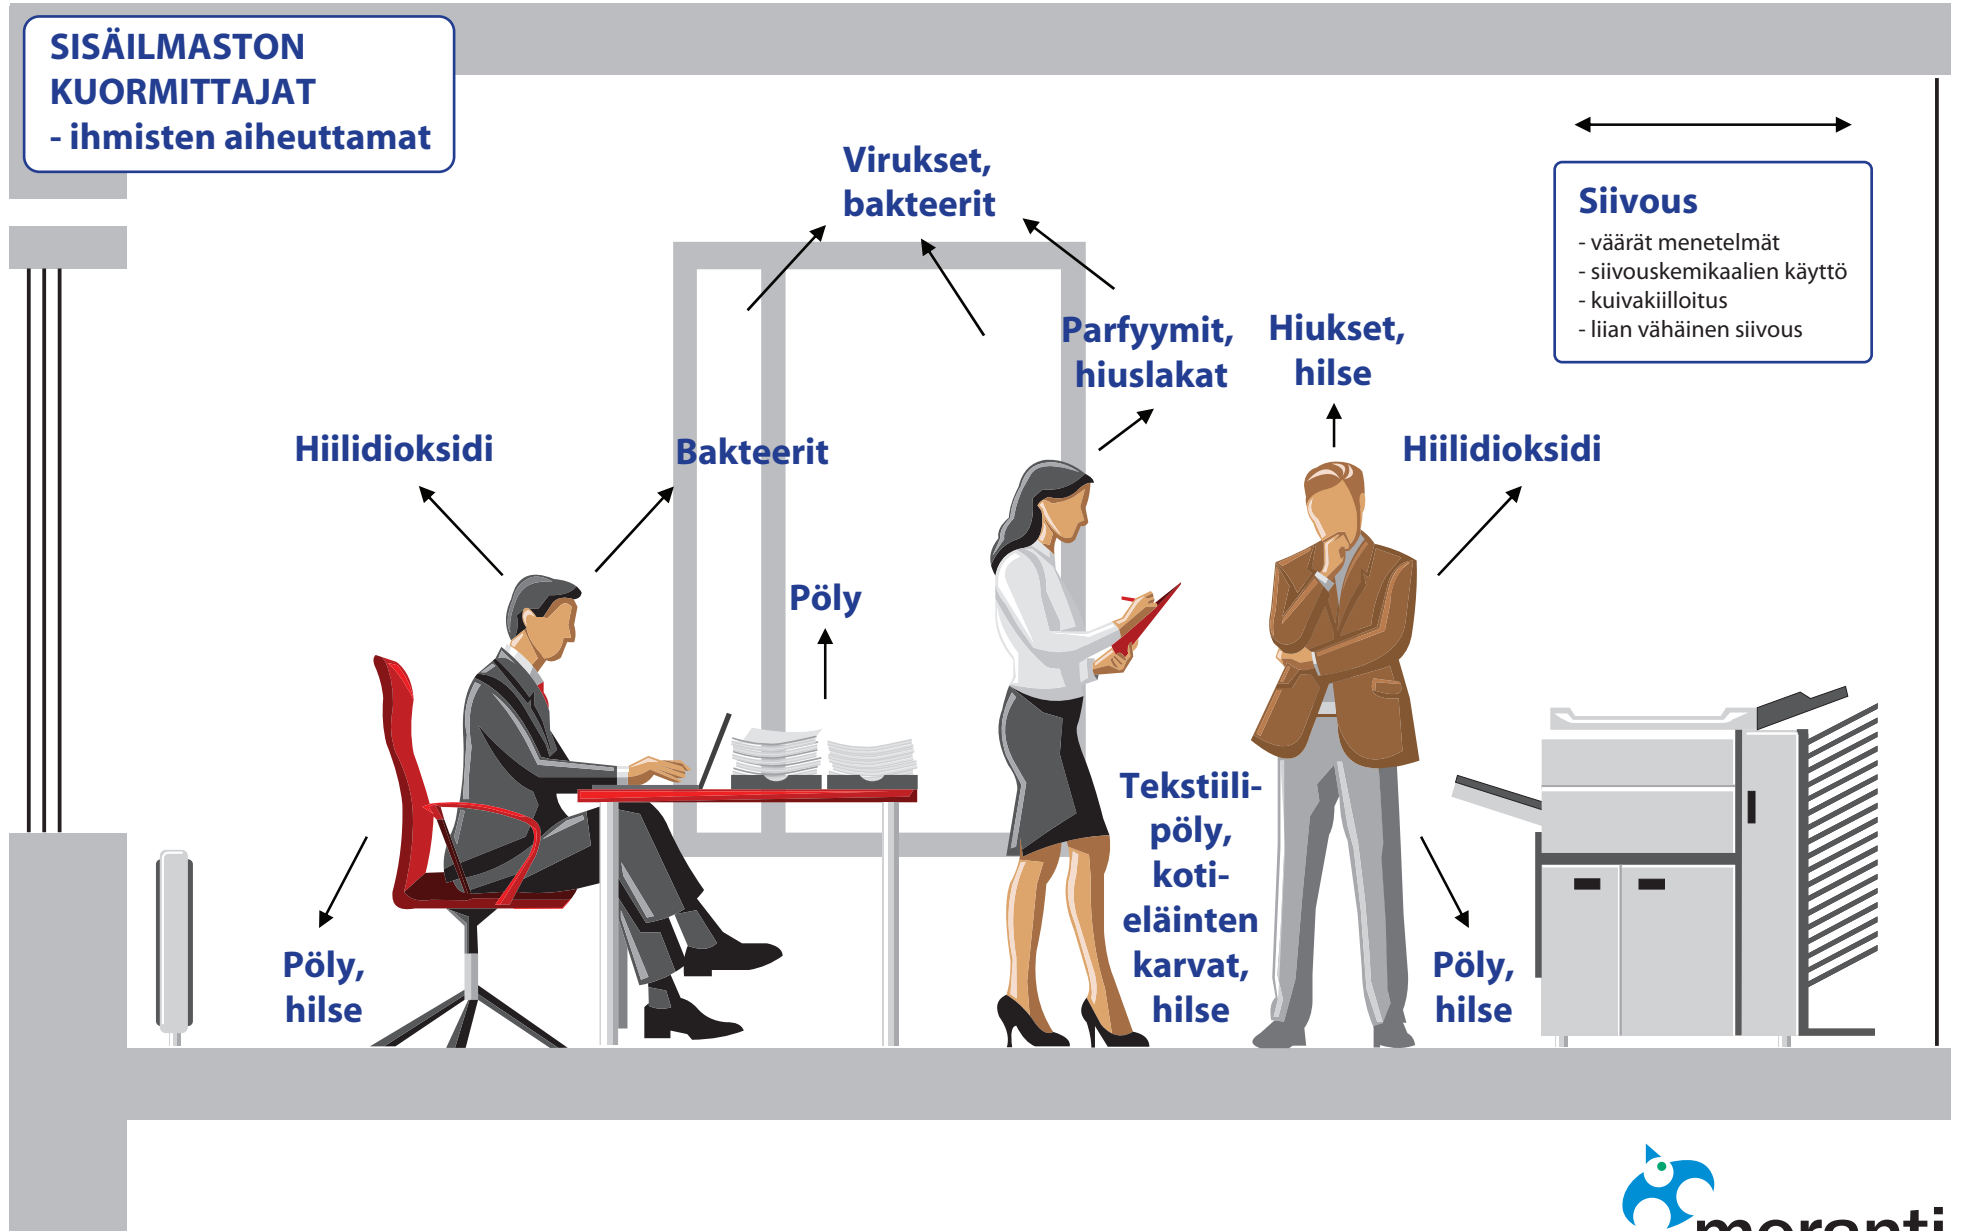 SISÄILMASTON
KUORMITTAJAT
- ihmisten aiheuttamat
Virukset,
bakteerit
Siivous
- väärät menetelmät
- siivouskemikaalien käyttö
- kuivakiilloitus
- liian vähäinen siivous
Parfyymit,
hiuslakat
Hiukset,
hilse
Hiilidioksidi
Bakteerit
Hiilidioksidi
Pöly
Tekstiili-
pöly,
koti-
eläinten
karvat,
hilse
Pöly,
hilse
Pöly,
hilse
moranti